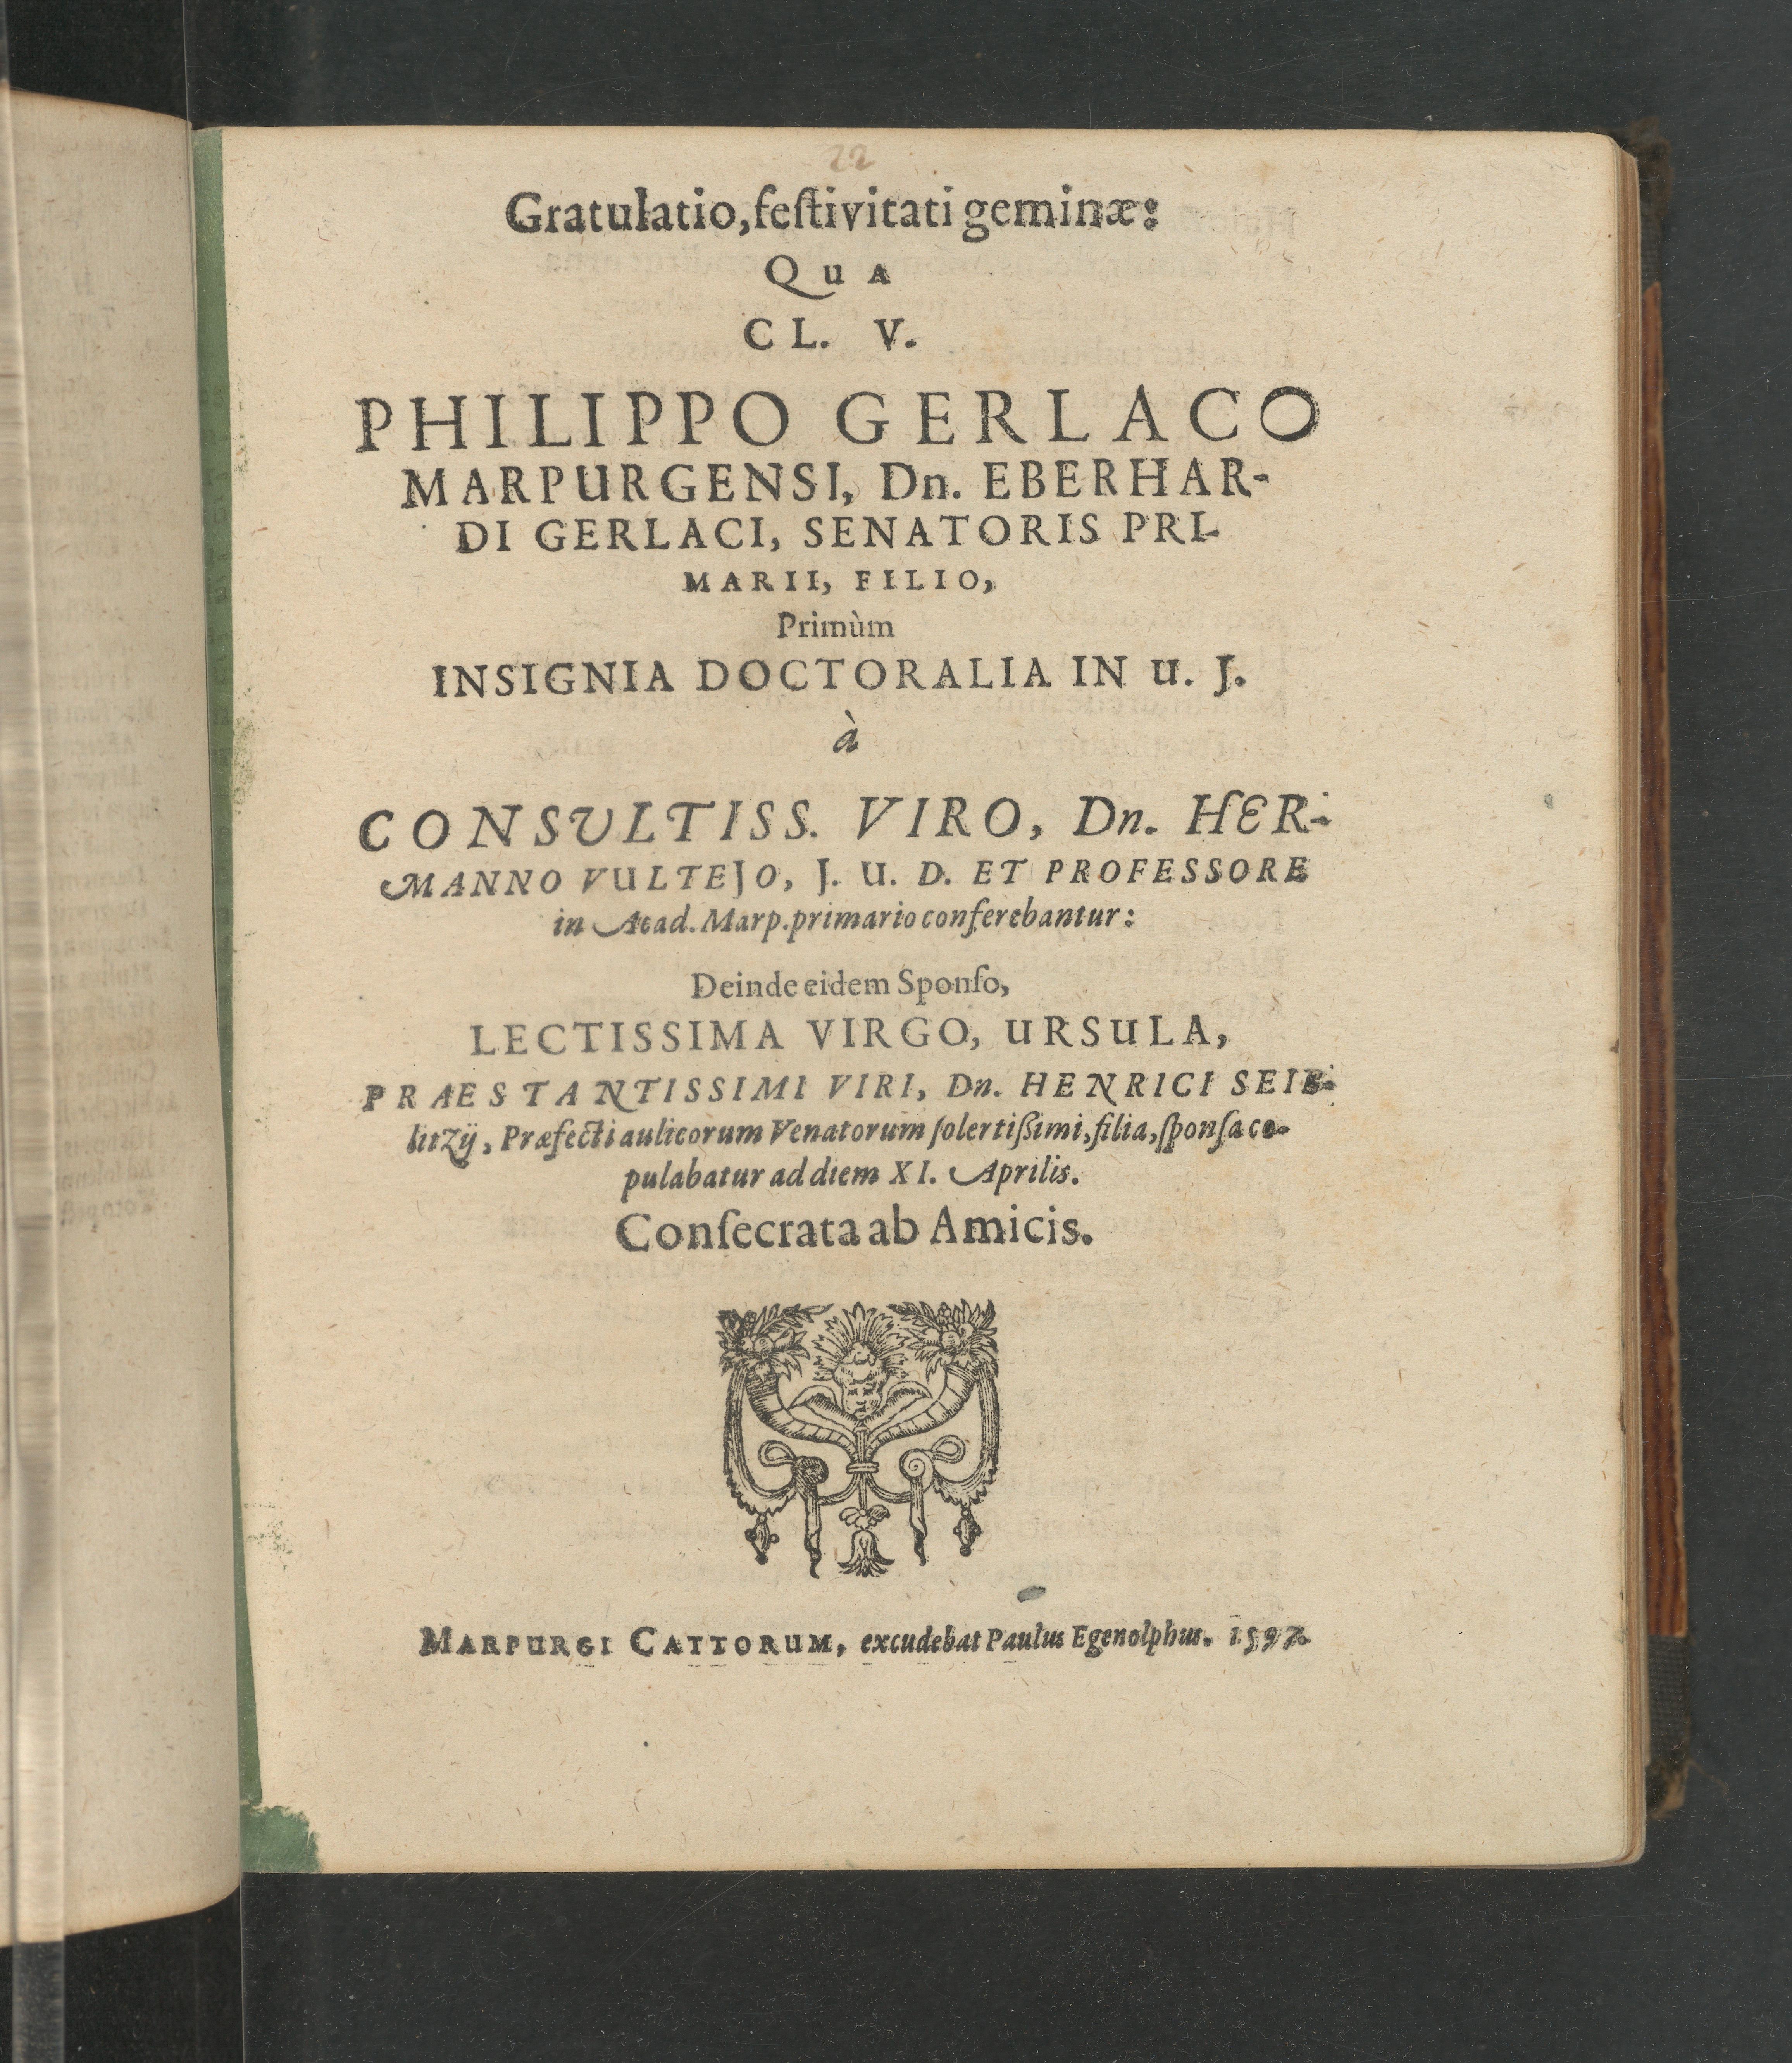 22
Gratulatio, feſtivitati geminæ:
QuA
CL. V.
PHILIPPO GERLACO
MARPURGENSI, Dn. EBERHAR-
DI GERLACI, SENATORIS PRI-
MARII, FILIO,
Primùm
INSIGNIA DOCTORALIA IN U. J.
à
CONSULTISS. VIRO, Dn. HER-
MANNO VULTEJO, J. U. D. ET PROFESSORE
in Acad. Marp. primario conferebantur:
Deinde eidem Sponſo,
LECTISSIMA VIRGO, URSULA,
PRAESTANTISSIMI VIRI, Dn. HENRICI SEIB-
litzij, Præfecti aulicorum Venatorum ſolertiſſimi, filia, ſponſa co-
pulabatur ad diem XI. Aprilis.
Conſecrata ab Amicis.
MARPURGI CATTORUM, excudebat Paulus Egenolphus. 1597.